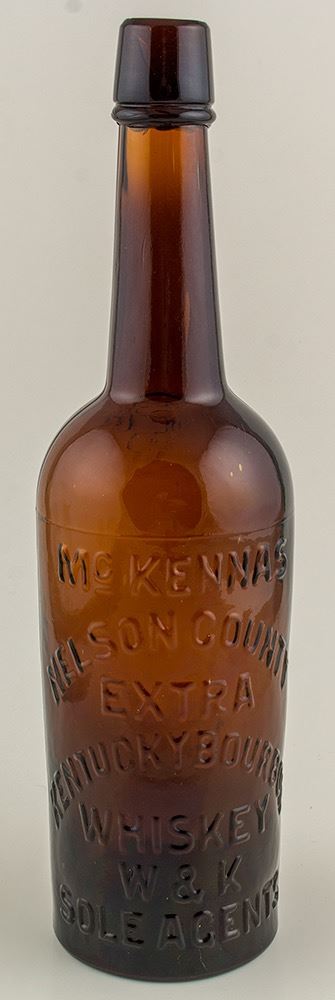 McKENNAS
NELSON COUNTY
EXTRA
KENTUCKY BOURBON
WHISKEY
W & K
SOLE AGENTS